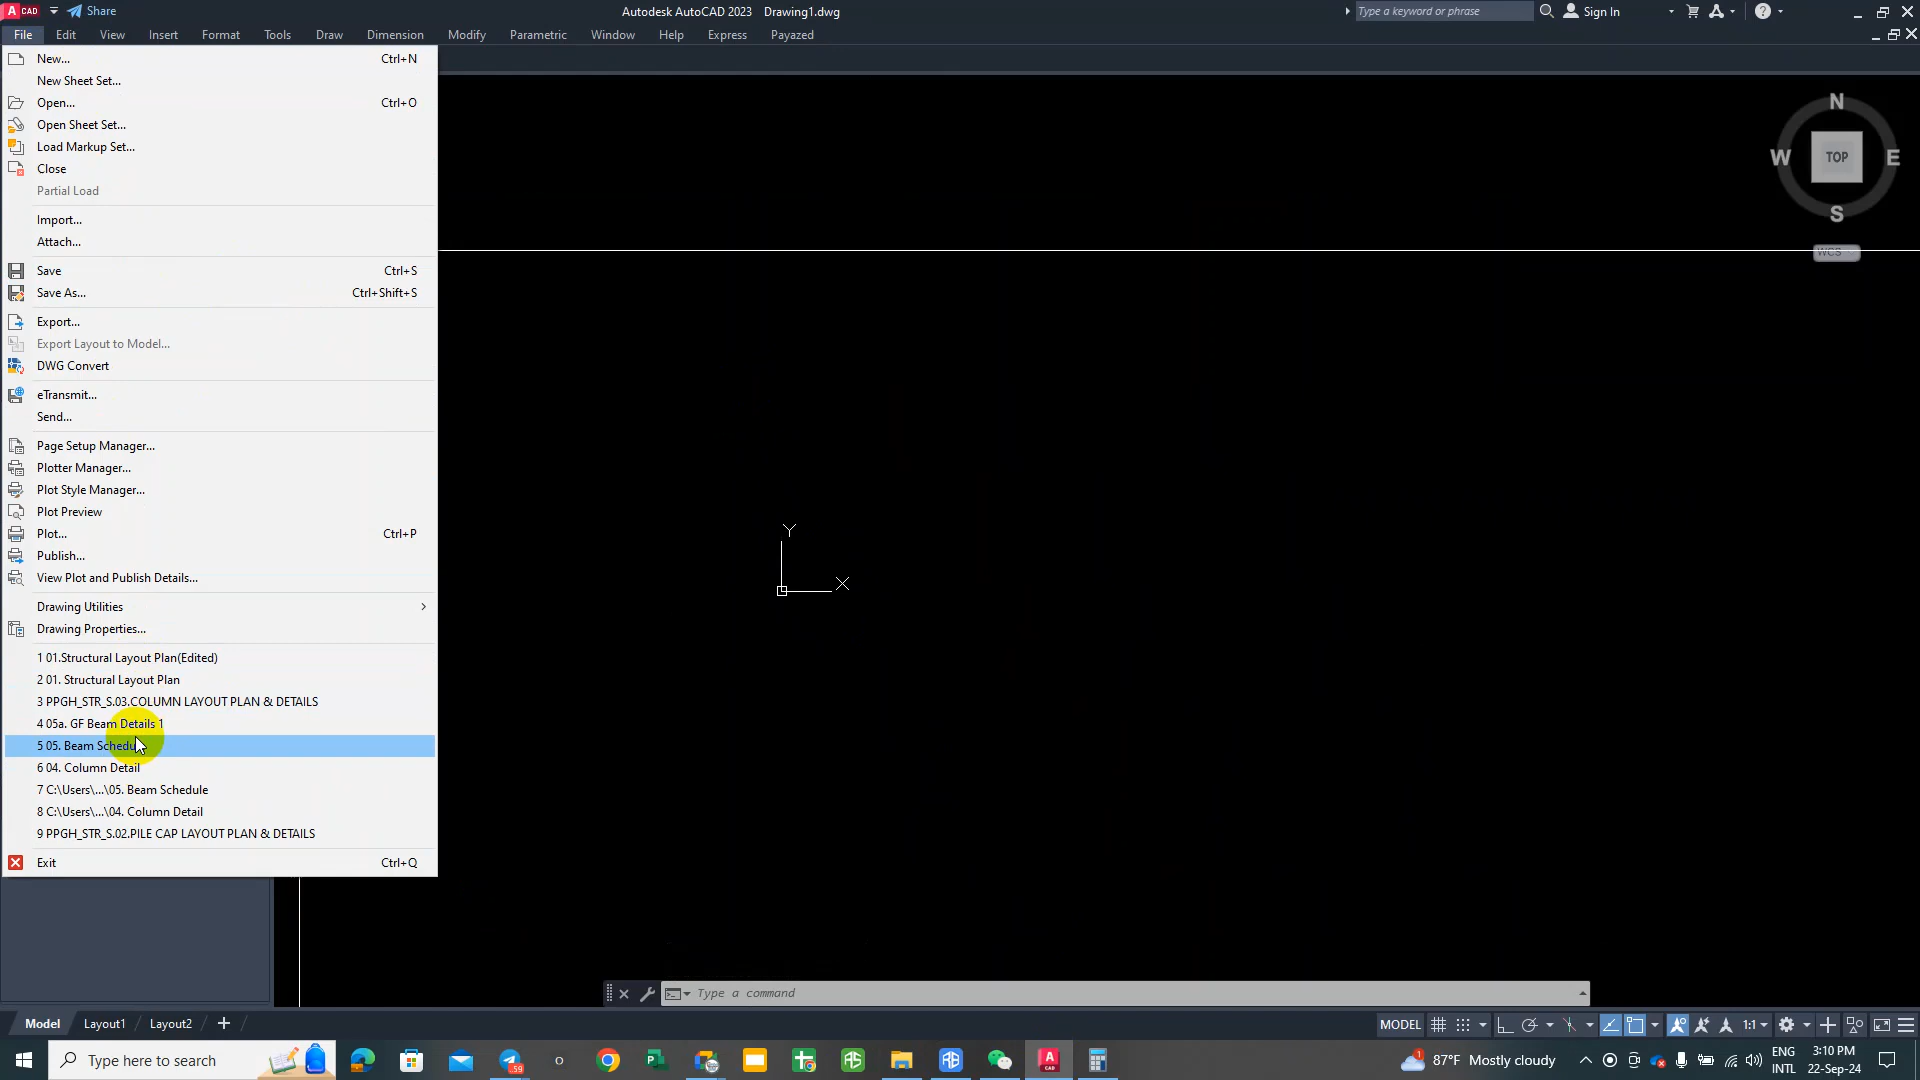 CAD Share Autodesk AutoCAD 2023 Drawing1.dwg Type a keyword or phrase Sign In
File Edit View Insert Format Tools Draw Dimension Modify Parametric Window Help Express Payazed
New... Ctrl+N
New Sheet Set...
Open... Ctrl+O
Open Sheet Set...
Load Markup Set...
Close
Partial Load
Import...
Attach...
Save Ctrl+S
Save As... Ctrl+Shift+S
Export...
Export Layout to Model...
DWG Convert
eTransmit...
Send...
Page Setup Manager...
Plotter Manager...
Plot Style Manager...
Plot Preview
Plot... Ctrl+P
Publish...
View Plot and Publish Details...
Drawing Utilities
Drawing Properties...
1 01.Structural Layout Plan(Edited)
2 01. Structural Layout Plan
3 PPGH_STR_S.03.COLUMN LAYOUT PLAN & DETAILS
4 05a. GF Beam Details 1
5 05. Beam Schedule
6 04. Column Detail
7 C:\Users\...\05. Beam Schedule
8 C:\Users\...\04. Column Detail
9 PPGH_STR_S.02.PILE CAP LAYOUT PLAN & DETAILS
Exit Ctrl+Q
N
W TOP E
S
WCS
Y
X
Type a command
Model Layout1 Layout2 MODEL 1:1
Type here to search 59 87°F Mostly cloudy ENG INTL 3:10 PM 22-Sep-24